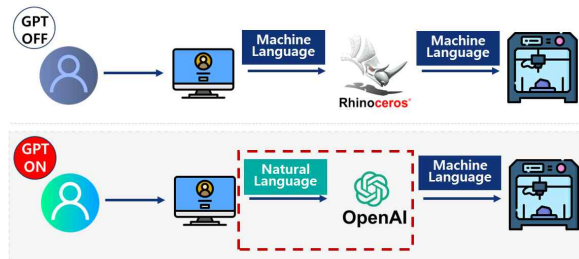 GPT
OFF
Machine
Language
Machine
Language
Rhinoceros®
GPT
ON
Natural
Language
Machine
Language
OpenAI